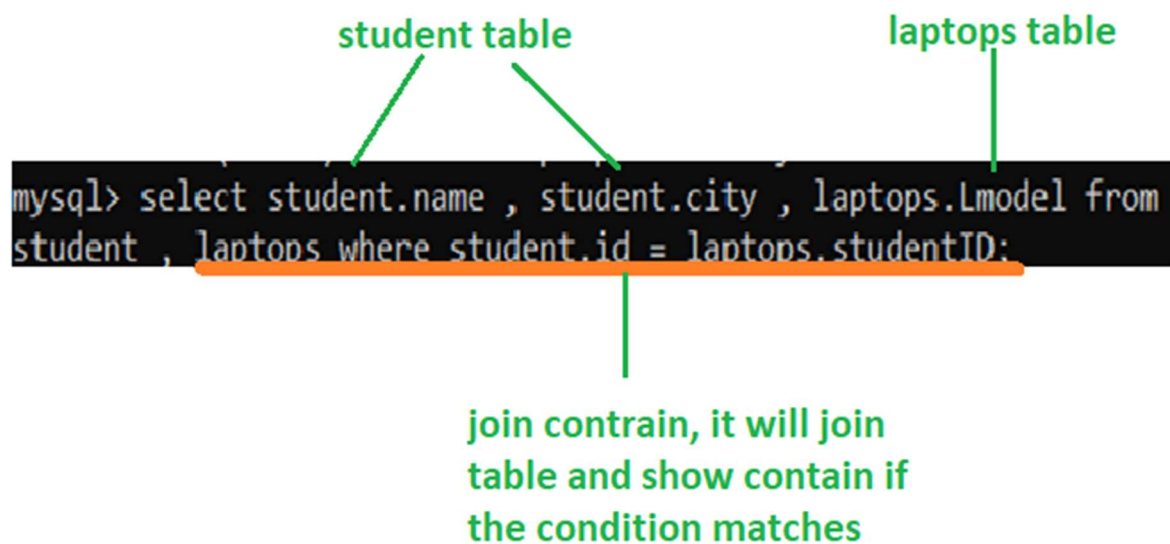 student table
laptops table
mysql> select student.name , student.city , laptops.Lmodel from
student , laptops where student.id = laptops.studentID;
join contrain, it will join
table and show contain if
the condition matches